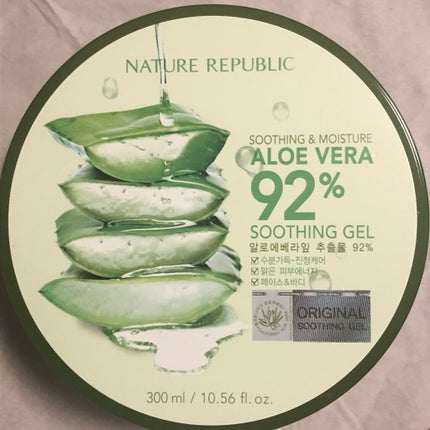 NATURE REPUBLIC
SOOTHING & MOISTURE
ALOE VERA
92%
SOOTHING GEL
알로에베라잎 추출물 92%
수분가득·진정케어
맑은 피부에너지
페이스&바디
ORIGINAL
SOOTHING GEL
300 ml / 10.56 fl. oz.